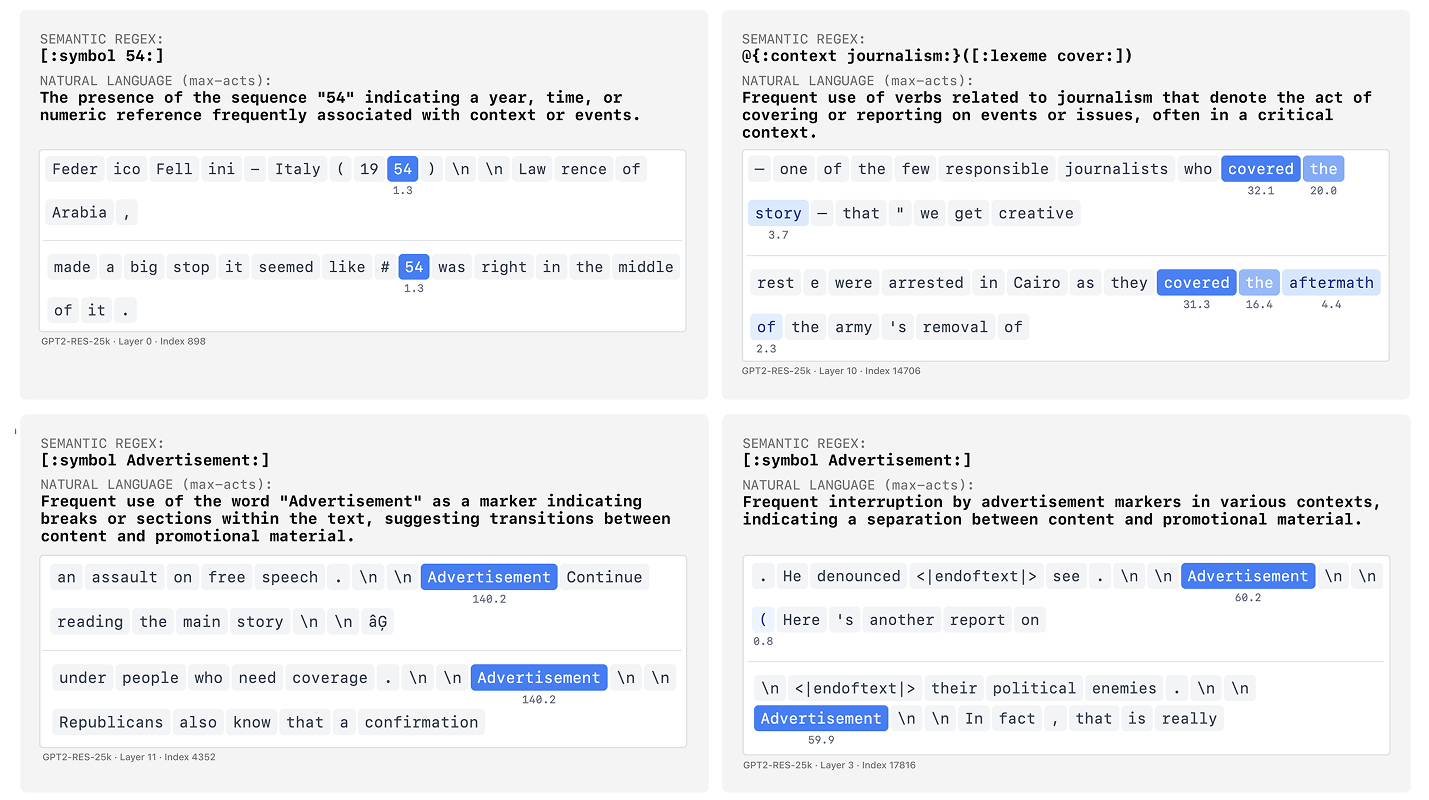 SEMANTIC REGEX:
[:symbol 54:]
NATURAL LANGUAGE (max-acts):
The presence of the sequence "54" indicating a year, time, or
numeric reference frequently associated with context or events.
Feder ico Fell ini – Italy ( 19 54 ) \n \n Law rence of
1.3
Arabia ,
made a big stop it seemed like # 54 was right in the middle
1.3
of it .
GPT2-RES-25k · Layer 0 · Index 898
SEMANTIC REGEX:
@{:context journalism:}([:lexeme cover:])
NATURAL LANGUAGE (max-acts):
Frequent use of verbs related to journalism that denote the act of
covering or reporting on events or issues, often in a critical
context.
— one of the few responsible journalists who covered the
32.1 20.0
story — that " we get creative
3.7
rest e were arrested in Cairo as they covered the aftermath
31.3 16.4 4.4
of the army 's removal of
2.3
GPT2-RES-25k · Layer 10 · Index 14706
SEMANTIC REGEX:
[:symbol Advertisement:]
NATURAL LANGUAGE (max-acts):
Frequent use of the word "Advertisement" as a marker indicating
breaks or sections within the text, suggesting transitions between
content and promotional material.
an assault on free speech . \n \n Advertisement Continue
140.2
reading the main story \n \n âĢ
under people who need coverage . \n \n Advertisement \n \n
140.2
Republicans also know that a confirmation
GPT2-RES-25k · Layer 11 · Index 4352
SEMANTIC REGEX:
[:symbol Advertisement:]
NATURAL LANGUAGE (max-acts):
Frequent interruption by advertisement markers in various contexts,
indicating a separation between content and promotional material.
. He denounced <|endoftext|> see . \n \n Advertisement \n \n
60.2
( Here 's another report on
0.8
\n <|endoftext|> their political enemies . \n \n
Advertisement \n \n In fact , that is really
59.9
GPT2-RES-25k · Layer 3 · Index 17816